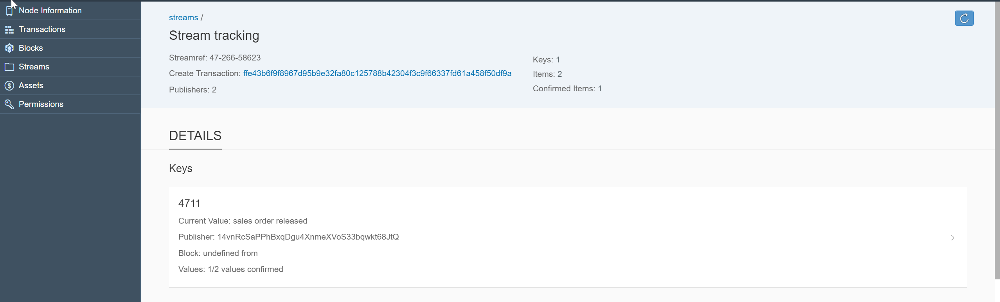 Node Information
Transactions
Blocks
Streams
Assets
Permissions
streams /
Stream tracking
Streamref: 47-266-58623
Create Transaction: ffe43b6f9f8967d95b9e32fa80c125788b42304f3c9f66337fd61a458f50df9a
Publishers: 2
Keys: 1
Items: 2
Confirmed Items: 1
DETAILS
Keys
4711
Current Value: sales order released
Publisher: 14vnRcSaPPhBxqDgu4XnmeXVoS33bqwkt68JtQ
Block: undefined from
Values: 1/2 values confirmed